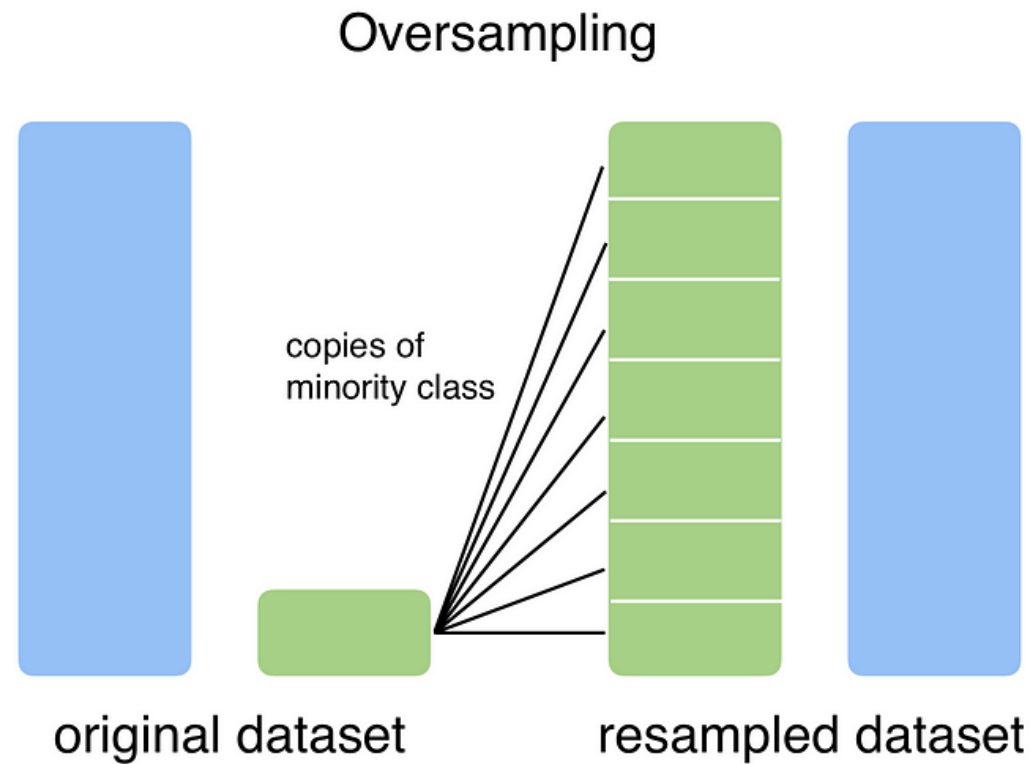 Oversampling
copies of
minority class
original dataset
resampled dataset